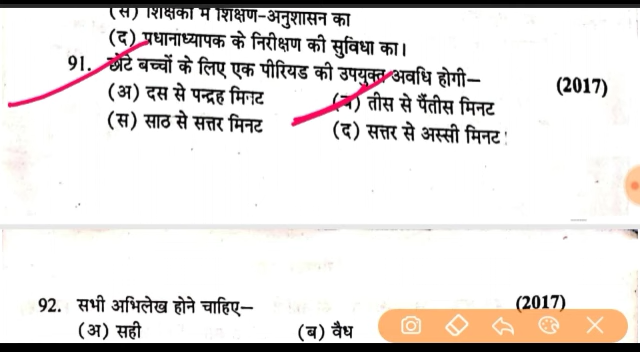 (स) शिक्षकों में शिक्षण-अनुशासन का
(द) प्रधानाध्यापक के निरीक्षण की सुविधा का।
91. छोटे बच्चों के लिए एक पीरियड की उपयुक्त अवधि होगी— (2017)
(अ) दस से पन्द्रह मिनट (ब) तीस से पैंतीस मिनट
(स) साठ से सत्तर मिनट (द) सत्तर से अस्सी मिनट
92. सभी अभिलेख होने चाहिए— (2017)
(अ) सही (ब) वैध